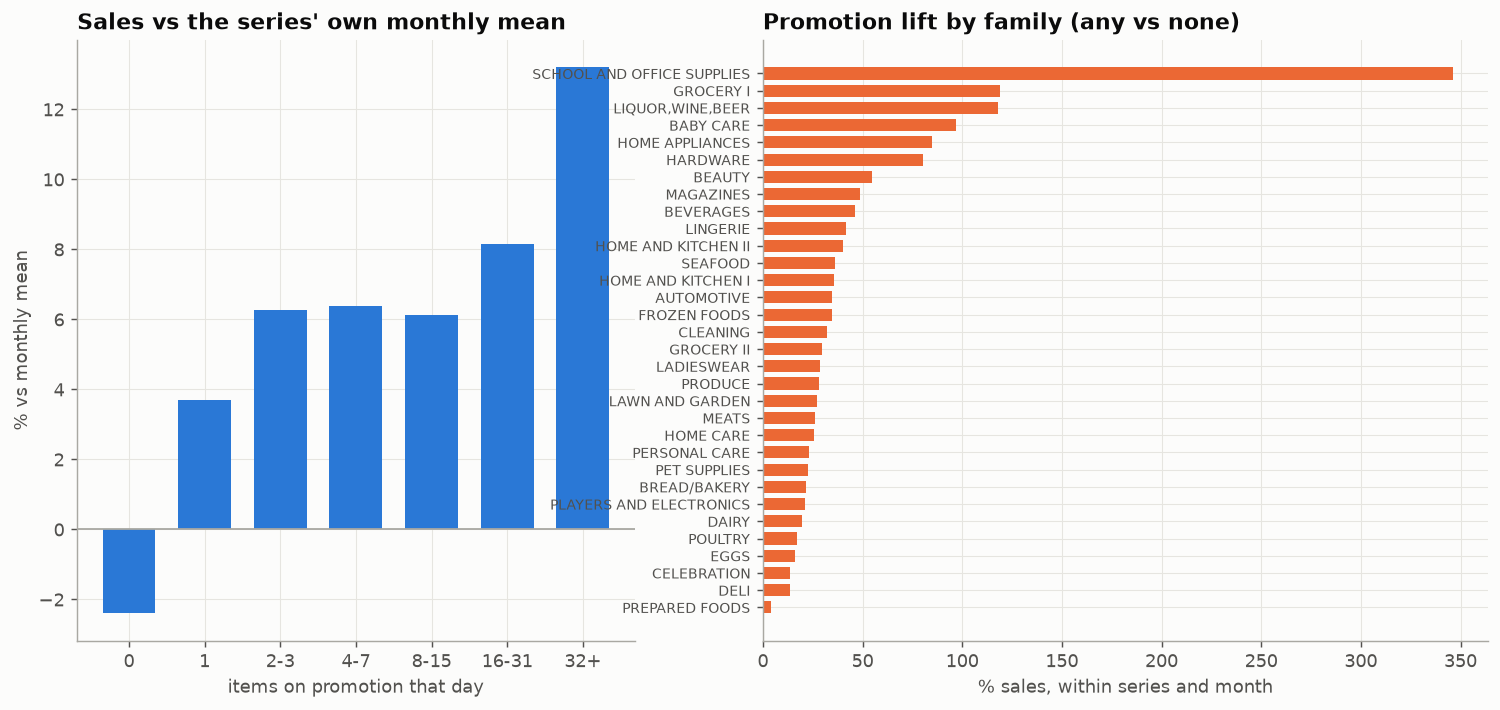 Sales vs the series' own monthly mean
% vs monthly mean
12
10
8
6
4
2
0
−2
0 1 2-3 4-7 8-15 16-31 32+
items on promotion that day
Promotion lift by family (any vs none)
SCHOOL AND OFFICE SUPPLIES
GROCERY I
LIQUOR,WINE,BEER
BABY CARE
HOME APPLIANCES
HARDWARE
BEAUTY
MAGAZINES
BEVERAGES
LINGERIE
HOME AND KITCHEN II
SEAFOOD
HOME AND KITCHEN I
AUTOMOTIVE
FROZEN FOODS
CLEANING
GROCERY II
LADIESWEAR
PRODUCE
LAWN AND GARDEN
MEATS
HOME CARE
PERSONAL CARE
PET SUPPLIES
BREAD/BAKERY
PLAYERS AND ELECTRONICS
DAIRY
POULTRY
EGGS
CELEBRATION
DELI
PREPARED FOODS
0 50 100 150 200 250 300 350
% sales, within series and month